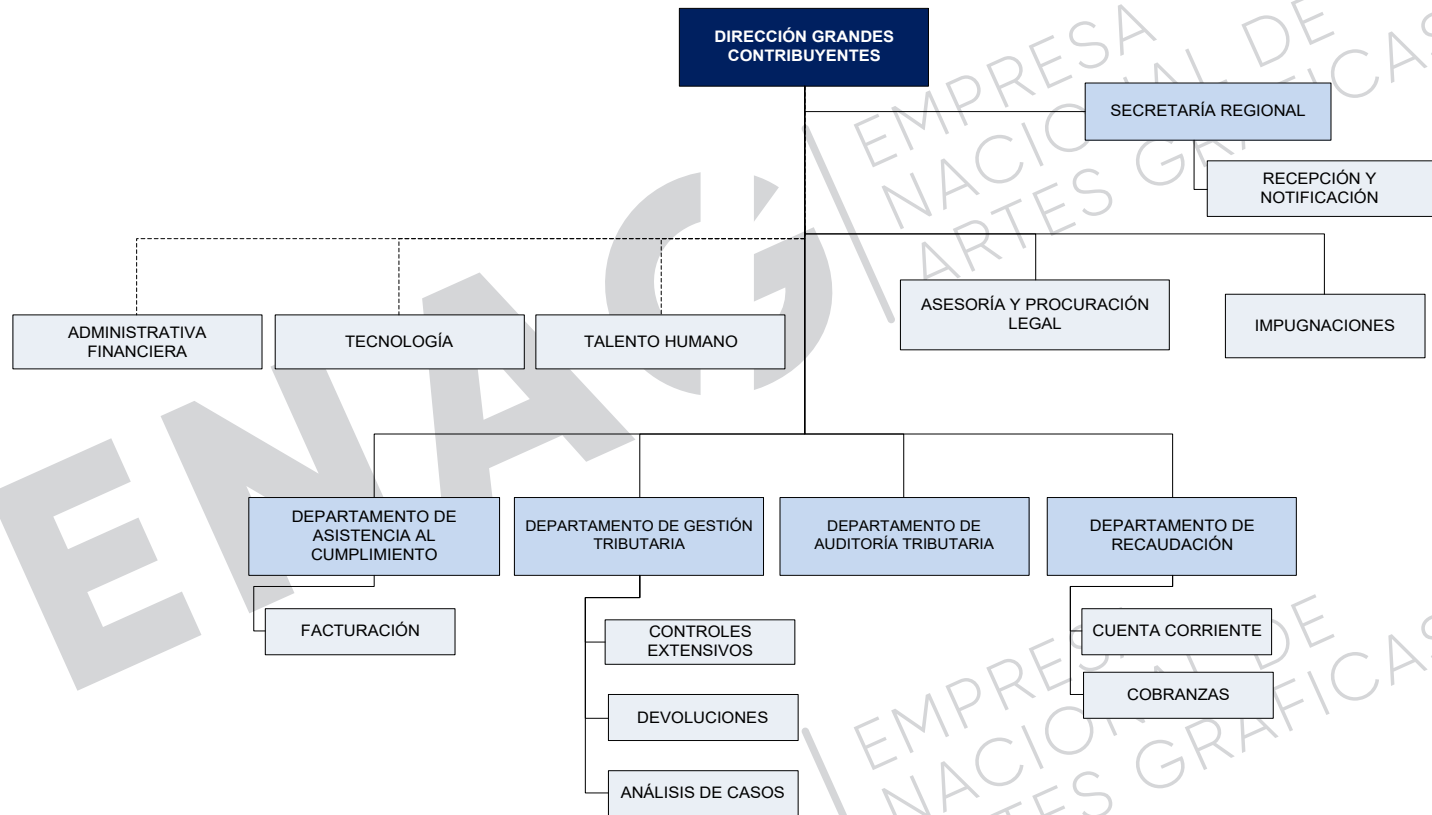 DIRECCIÓN GRANDES
CONTRIBUYENTES
SECRETARÍA REGIONAL
RECEPCIÓN Y
NOTIFICACIÓN
ADMINISTRATIVA
FINANCIERA
TECNOLOGÍA
TALENTO HUMANO
ASESORÍA Y PROCURACIÓN
LEGAL
IMPUGNACIONES
DEPARTAMENTO DE
ASISTENCIA AL
CUMPLIMIENTO
DEPARTAMENTO DE GESTIÓN
TRIBUTARIA
DEPARTAMENTO DE
AUDITORÍA TRIBUTARIA
DEPARTAMENTO DE
RECAUDACIÓN
FACTURACIÓN
CONTROLES
EXTENSIVOS
DEVOLUCIONES
ANÁLISIS DE CASOS
CUENTA CORRIENTE
COBRANZAS
ENAG
EMPRESA
NACIONAL DE
ARTES GRAFICAS
EMPRESA
NACIONAL DE
ARTES GRAFICAS